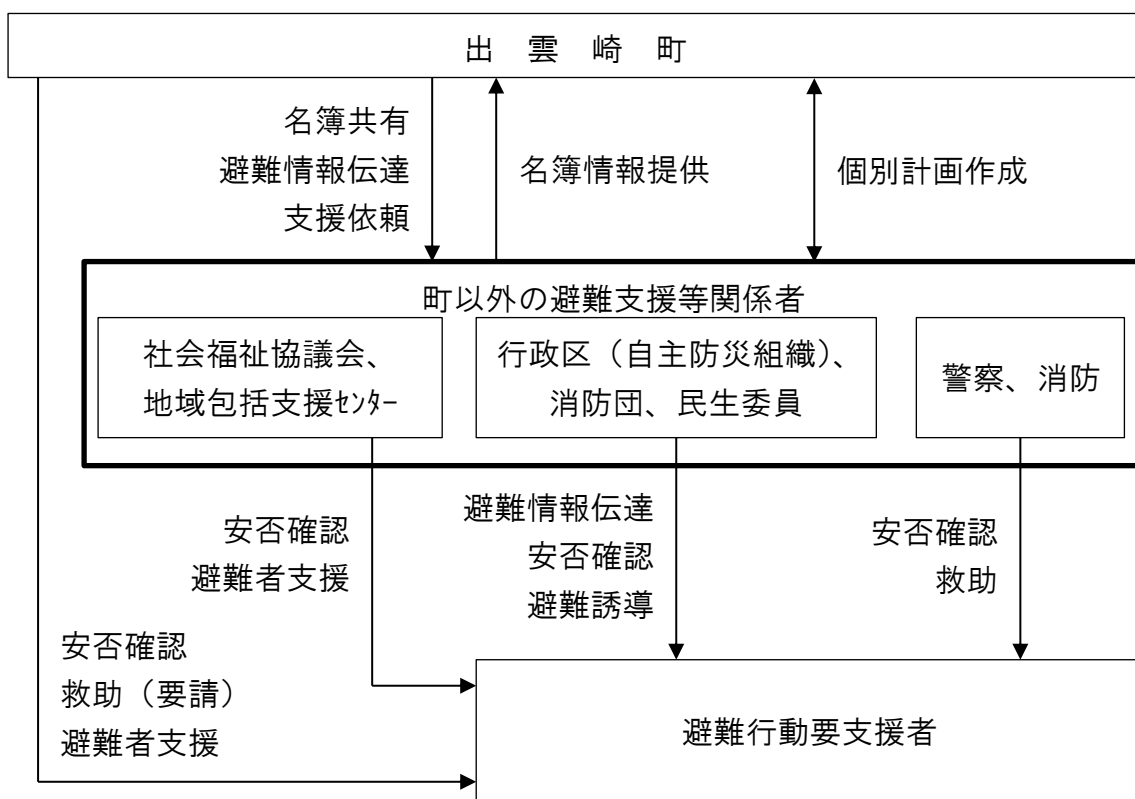 出 雲 崎 町
名簿共有
避難情報伝達
支援依頼
名簿情報提供
個別計画作成
町以外の避難支援等関係者
社会福祉協議会、
地域包括支援ｾﾝﾀｰ
行政区（自主防災組織）、
消防団、民生委員
警察、消防
安否確認
避難者支援
避難情報伝達
安否確認
避難誘導
安否確認
救助
安否確認
救助（要請）
避難者支援
避難行動要支援者